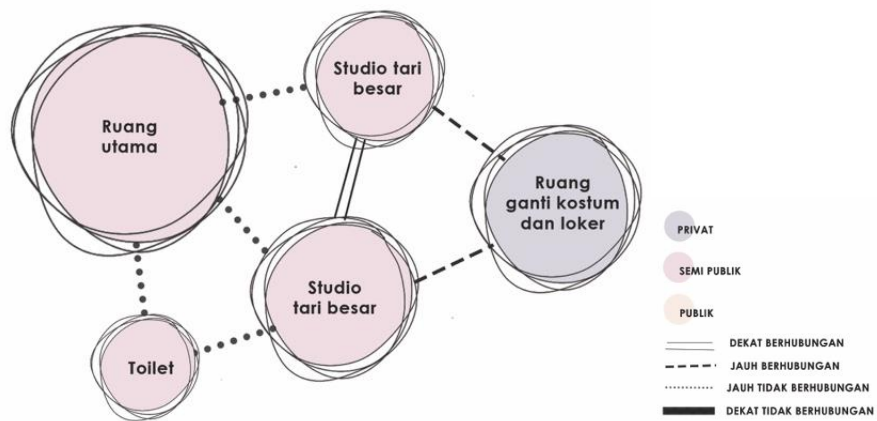 Studio tari
besar
Ruang
utama
Ruang
ganti kostum
dan loker
Studio
tari besar
Toilet
PRIVAT
SEMI PUBLIK
PUBLIK
DEKAT BERHUBUNGAN
JAUH BERHUBUNGAN
JAUH TIDAK BERHUBUNGAN
DEKAT TIDAK BERHUBUNGAN